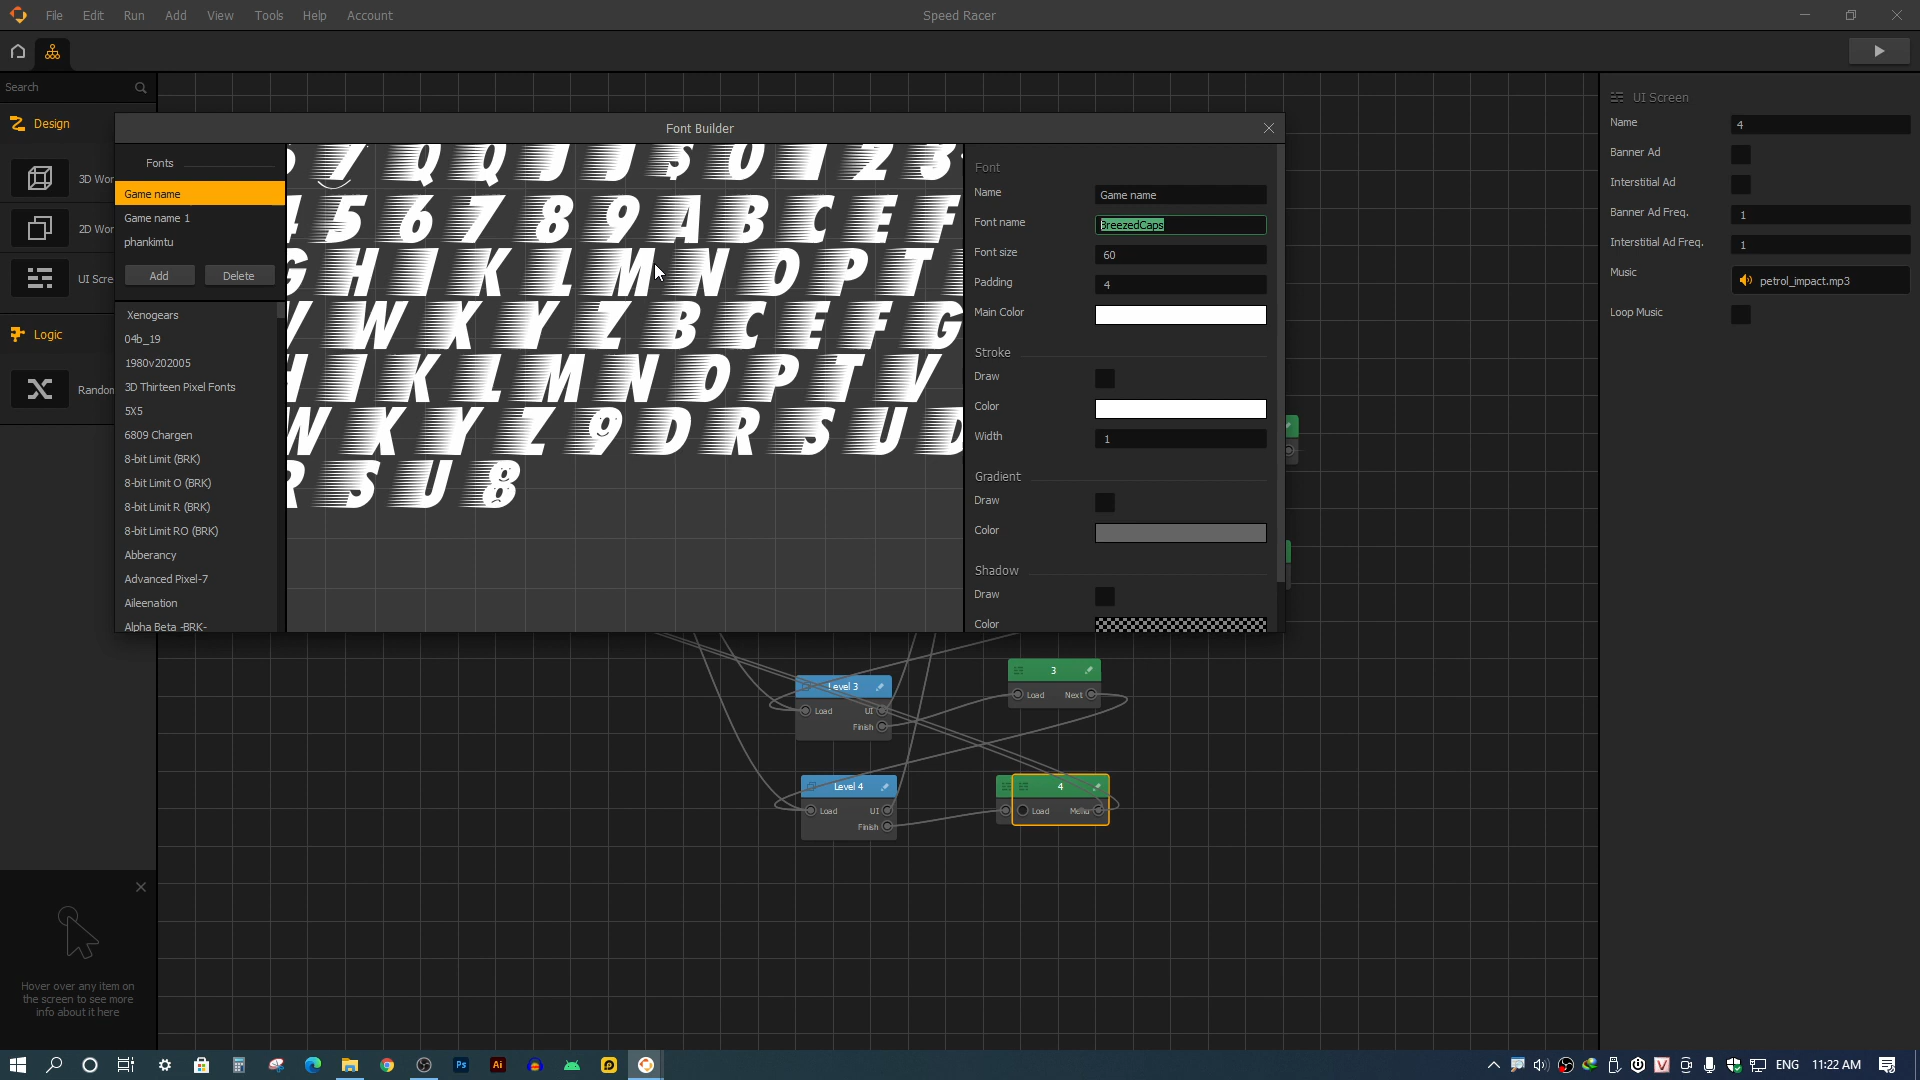 File Edit View Run Add View Tools Help Account
Speed Racer
Search
Design
3D Wor
2D Wor
UI Scre
Logic
Random
Hover over any item on
the screen to see more
info about it here
Font Builder
Fonts
Game name
Game name 1
phankimtu
Add Delete
Xenogears
04b_19
1980v202005
3D Thirteen Pixel Fonts
5X5
6809 Chargen
8-bit Limit (BRK)
8-bit Limit O (BRK)
8-bit Limit R (BRK)
8-bit Limit RO (BRK)
Abberancy
Advanced Pixel-7
Aileenation
Alpha Beta -BRK-
7 Q Q J J $ 0 1 2 3
4 5 6 7 8 9 A B C E F
G H I K L M N O P T
V W X Y Z B C E F G
H I K L M N O P T V
W X Y Z 9 D R S U D
R S U 8
Font
Name Game name
Font name BreezedCaps
Font size 60
Padding 4
Main Color
Stroke
Draw
Color
Width 1
Gradient
Draw
Color
Shadow
Draw
Color
Level 3
Load UI
Finish
3
Load Next
Level 4
Load UI
Finish
4
Load Menu
UI Screen
Name 4
Banner Ad
Interstitial Ad
Banner Ad Freq. 1
Interstitial Ad Freq. 1
Music petrol_impact.mp3
Loop Music
Ps Ai
ENG 11:22 AM